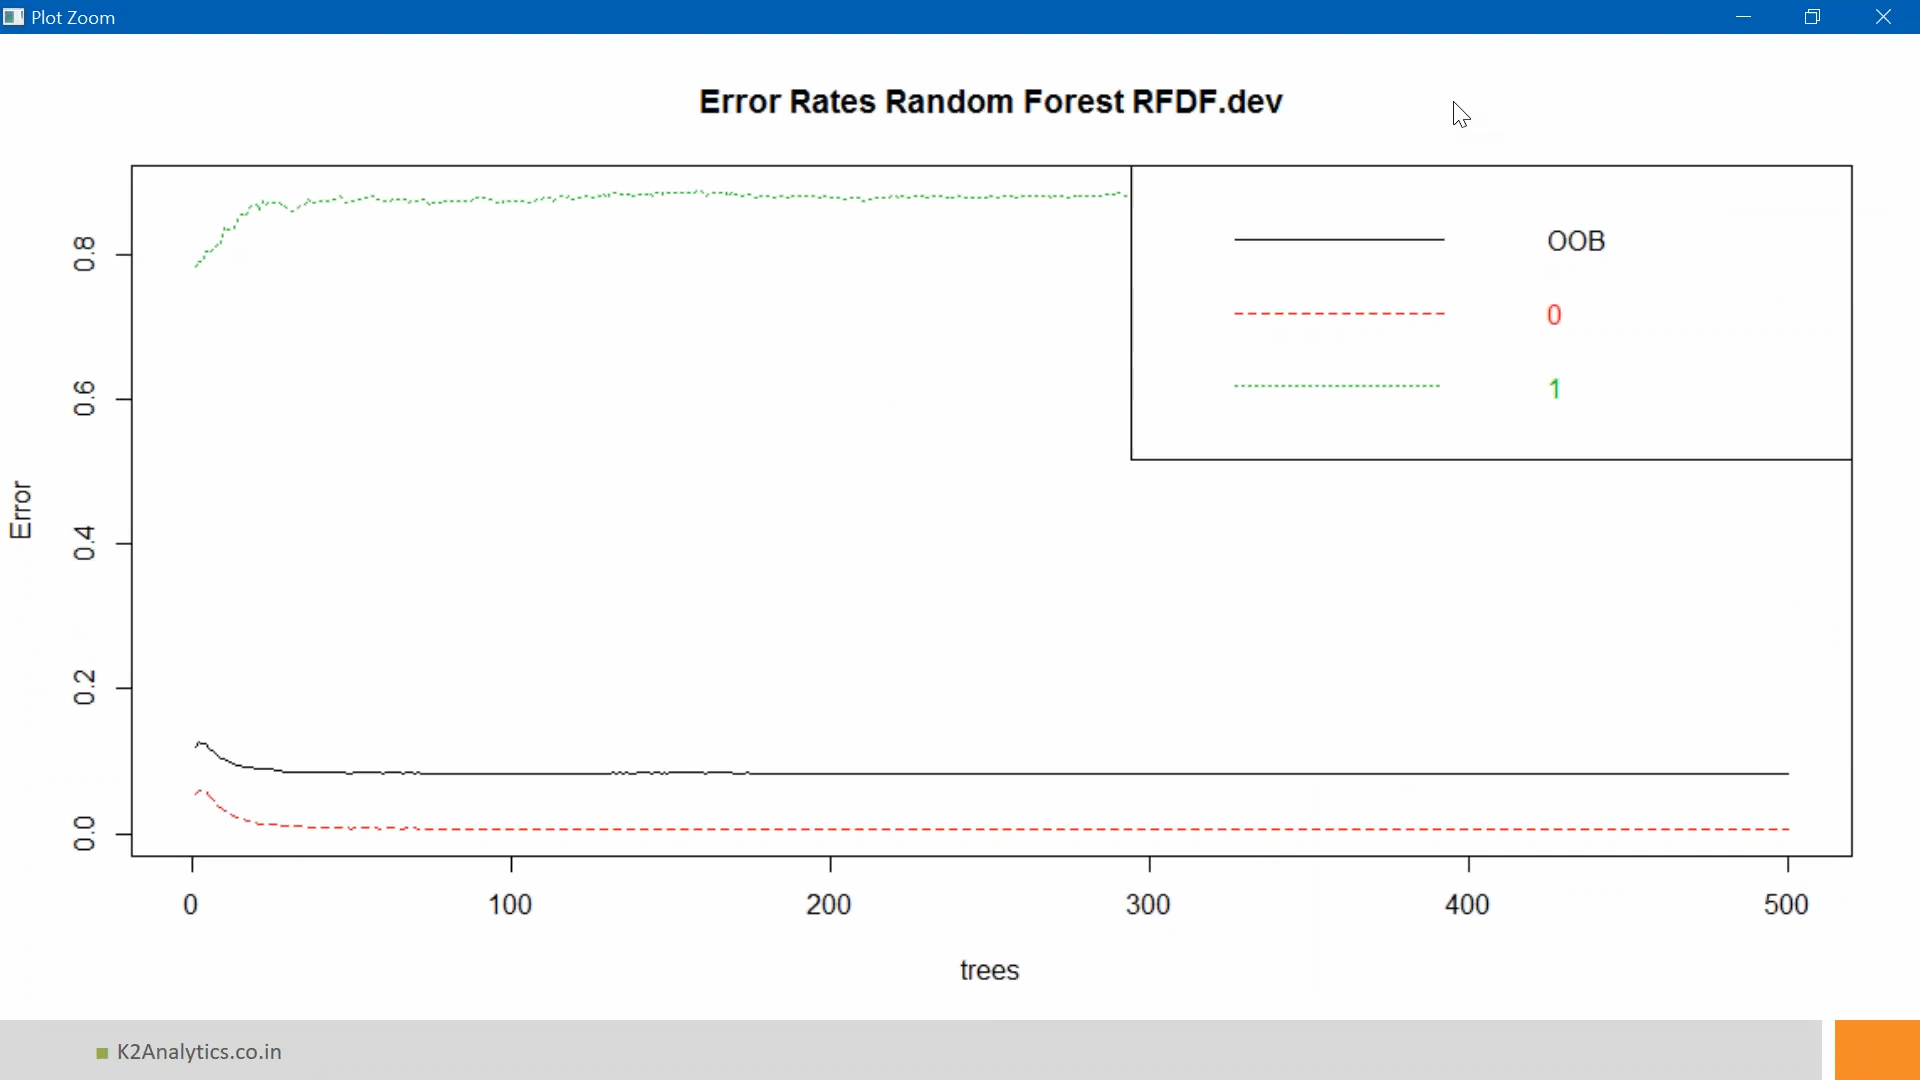 Plot Zoom
Error Rates Random Forest RFDF.dev
OOB
0
1
Error
0.8
0.6
0.4
0.2
0.0
0 100 200 300 400 500
trees
K2Analytics.co.in